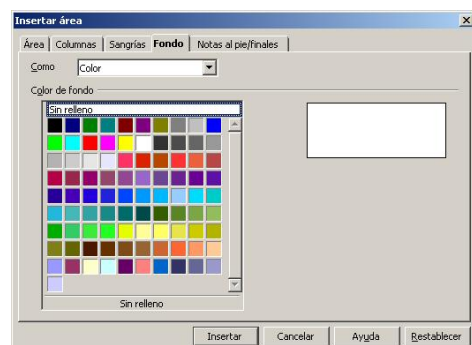 Insertar área
Área Columnas Sangrías Fondo Notas al pie/finales
Como Color
Color de fondo
Sin relleno
Sin relleno
Insertar Cancelar Ayuda Restablecer